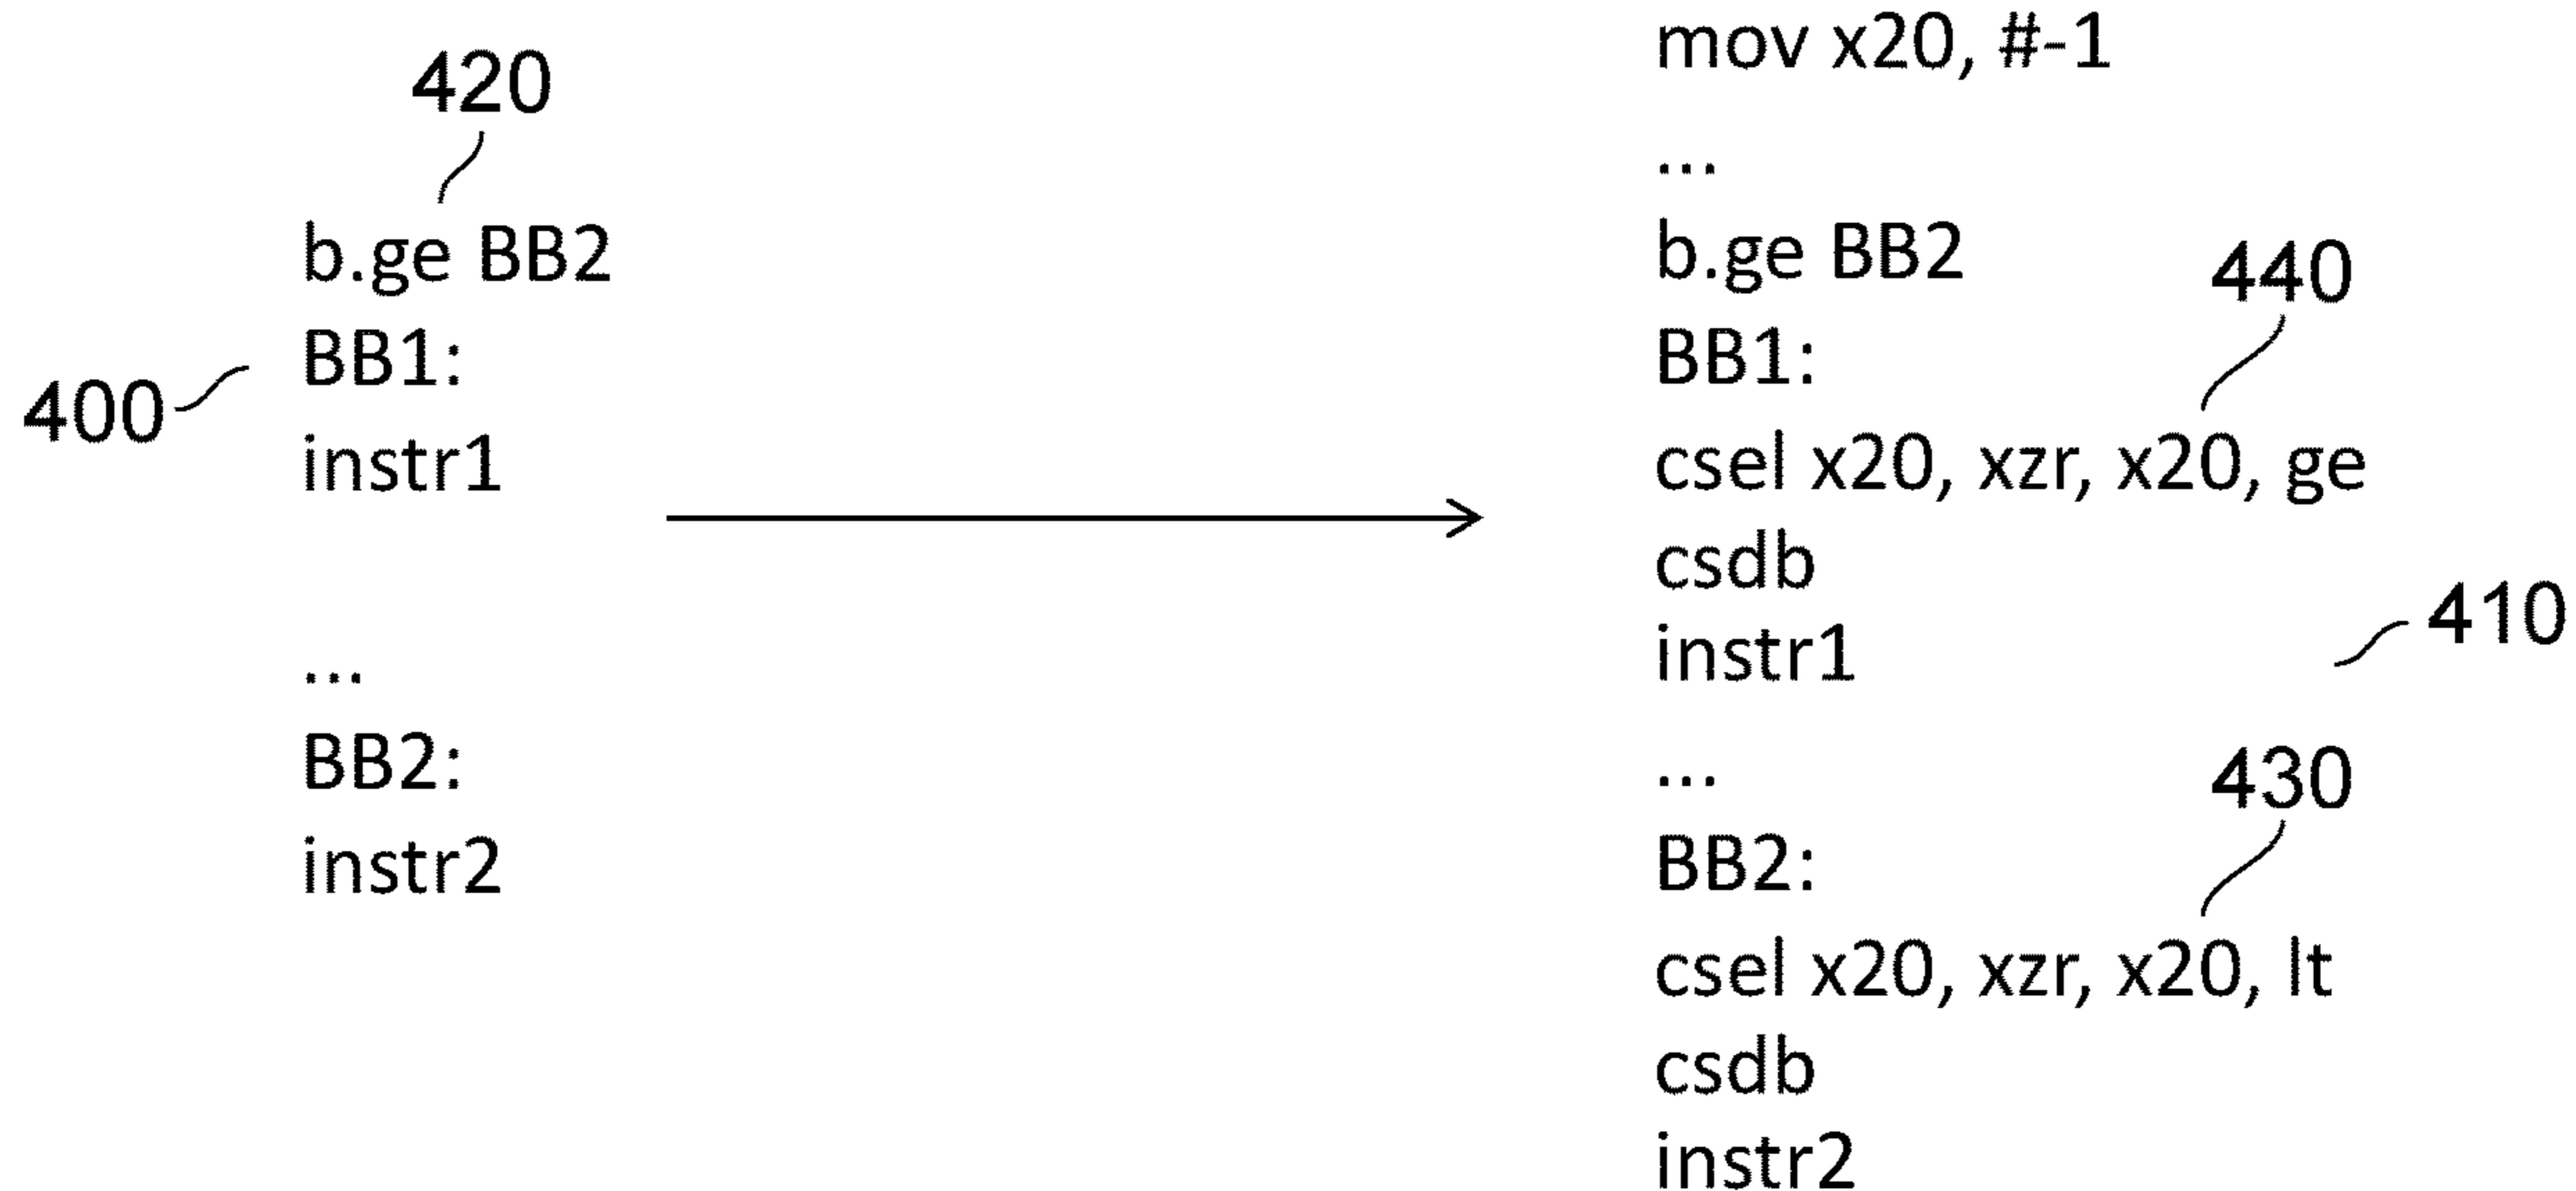 420
b.ge BB2
400
BB1:
instr1
...
BB2:
instr2
mov x20, #-1
...
b.ge BB2
440
BB1:
csel x20, xzr, x20, ge
csdb
410
instr1
...
430
BB2:
csel x20, xzr, x20, lt
csdb
instr2